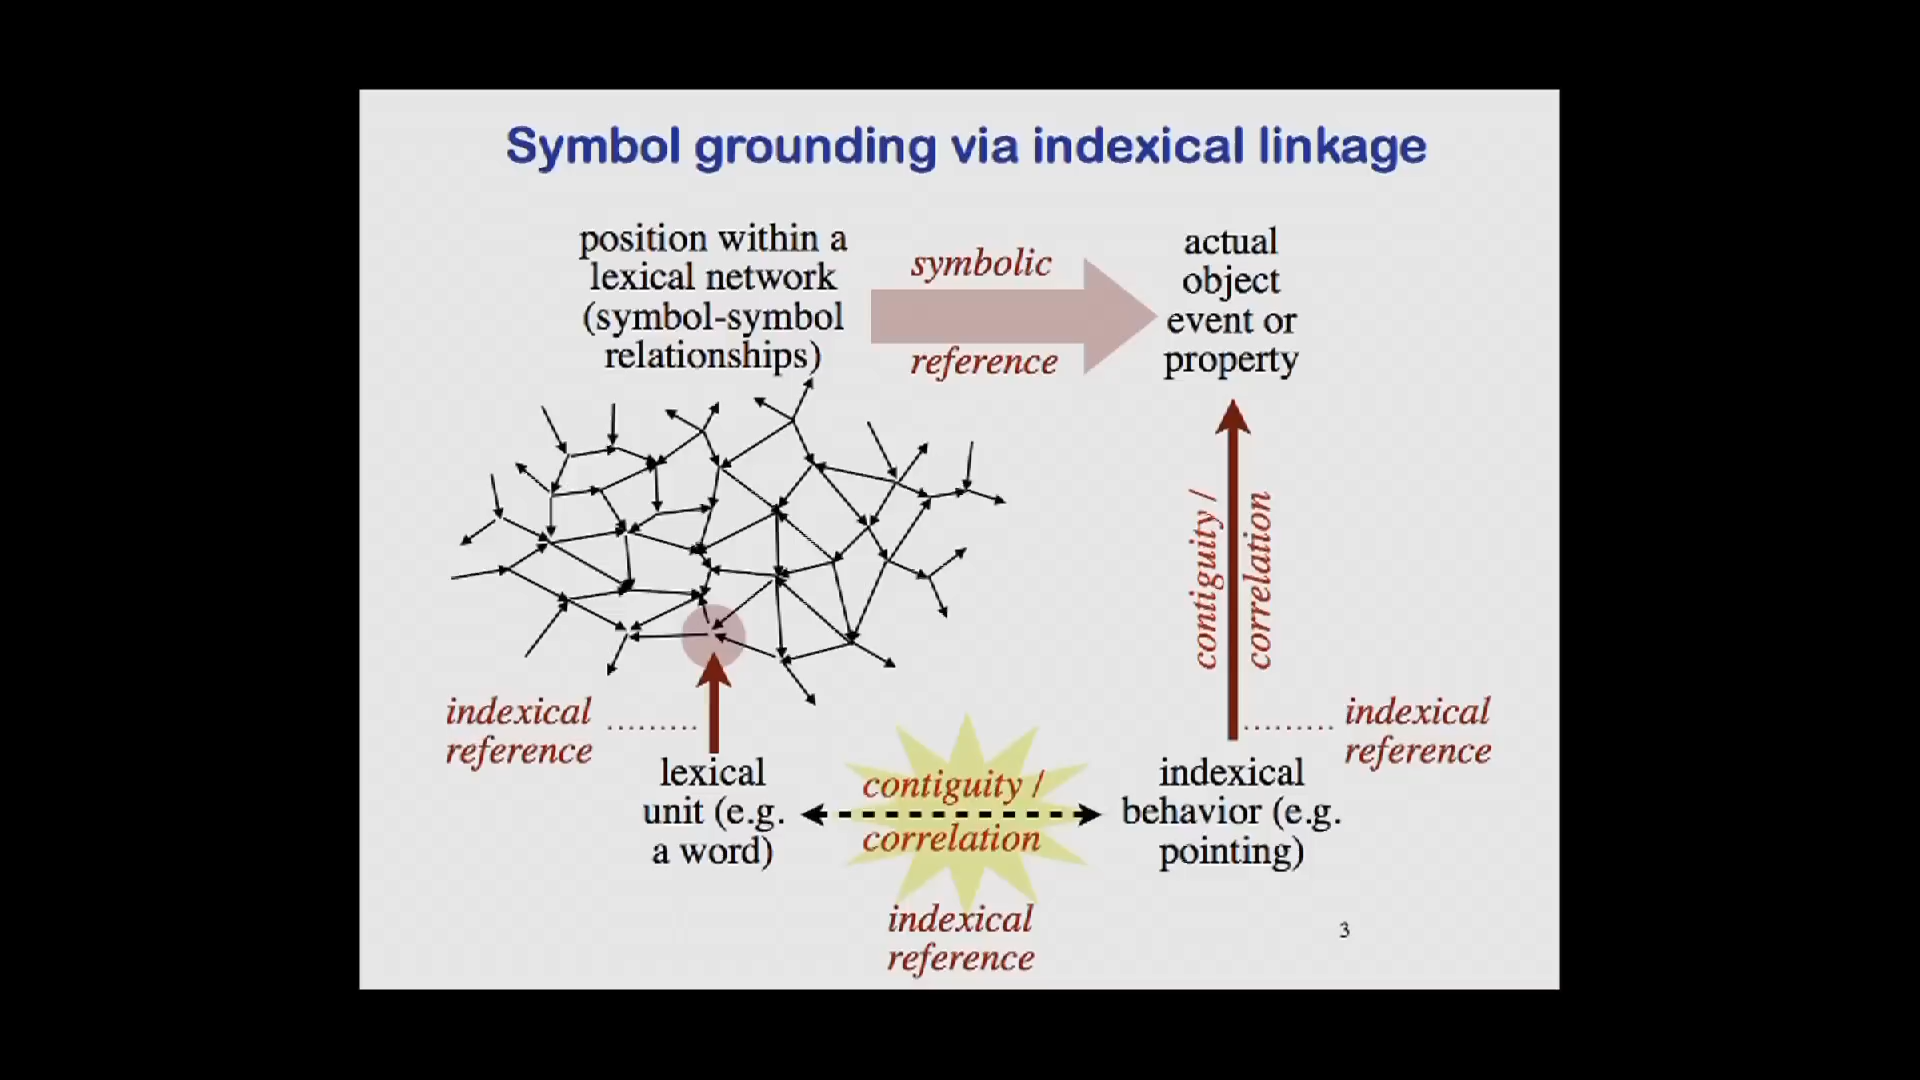 Symbol grounding via indexical linkage
position within a
lexical network
(symbol-symbol
relationships)
symbolic
reference
actual
object
event or
property
contiguity /
correlation
indexical
reference
lexical
unit (e.g.
a word)
contiguity /
correlation
indexical
reference
indexical
behavior (e.g.
pointing)
indexical
reference
3